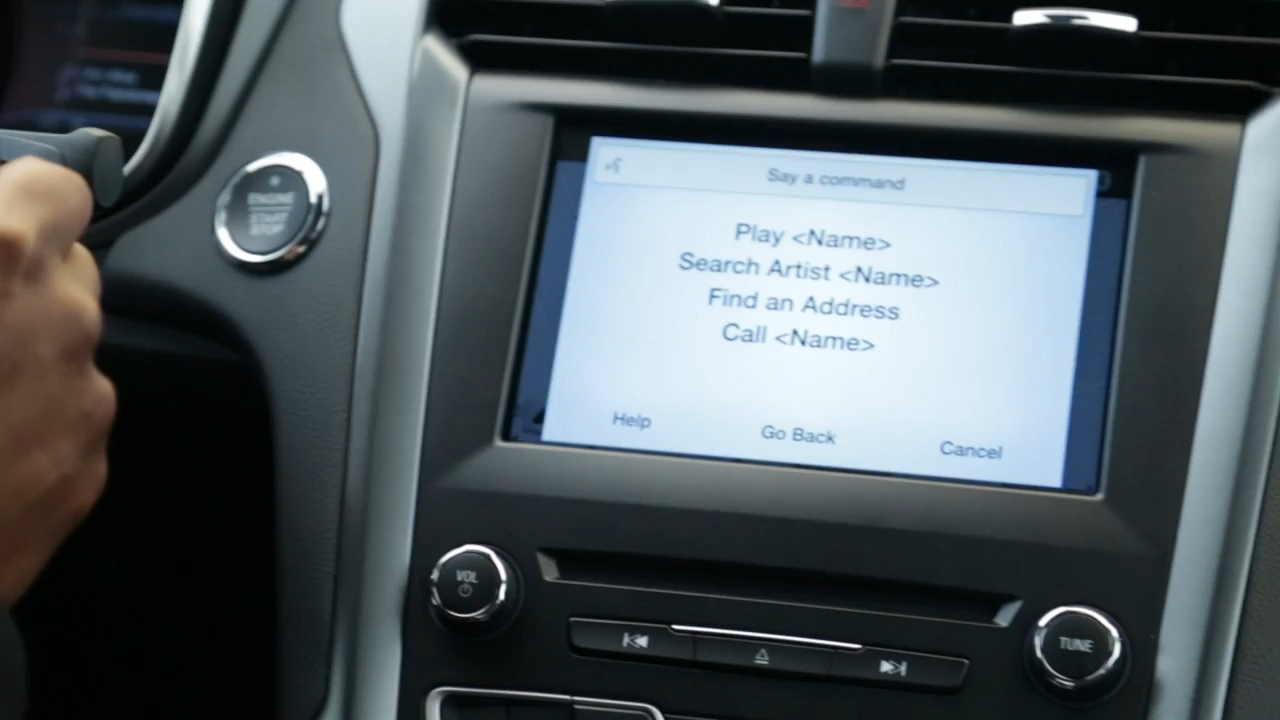 Say a command
Play <Name>
Search Artist <Name>
Find an Address
Call <Name>
Help
Go Back
Cancel
ENGINE
START
STOP
VOL
TUNE